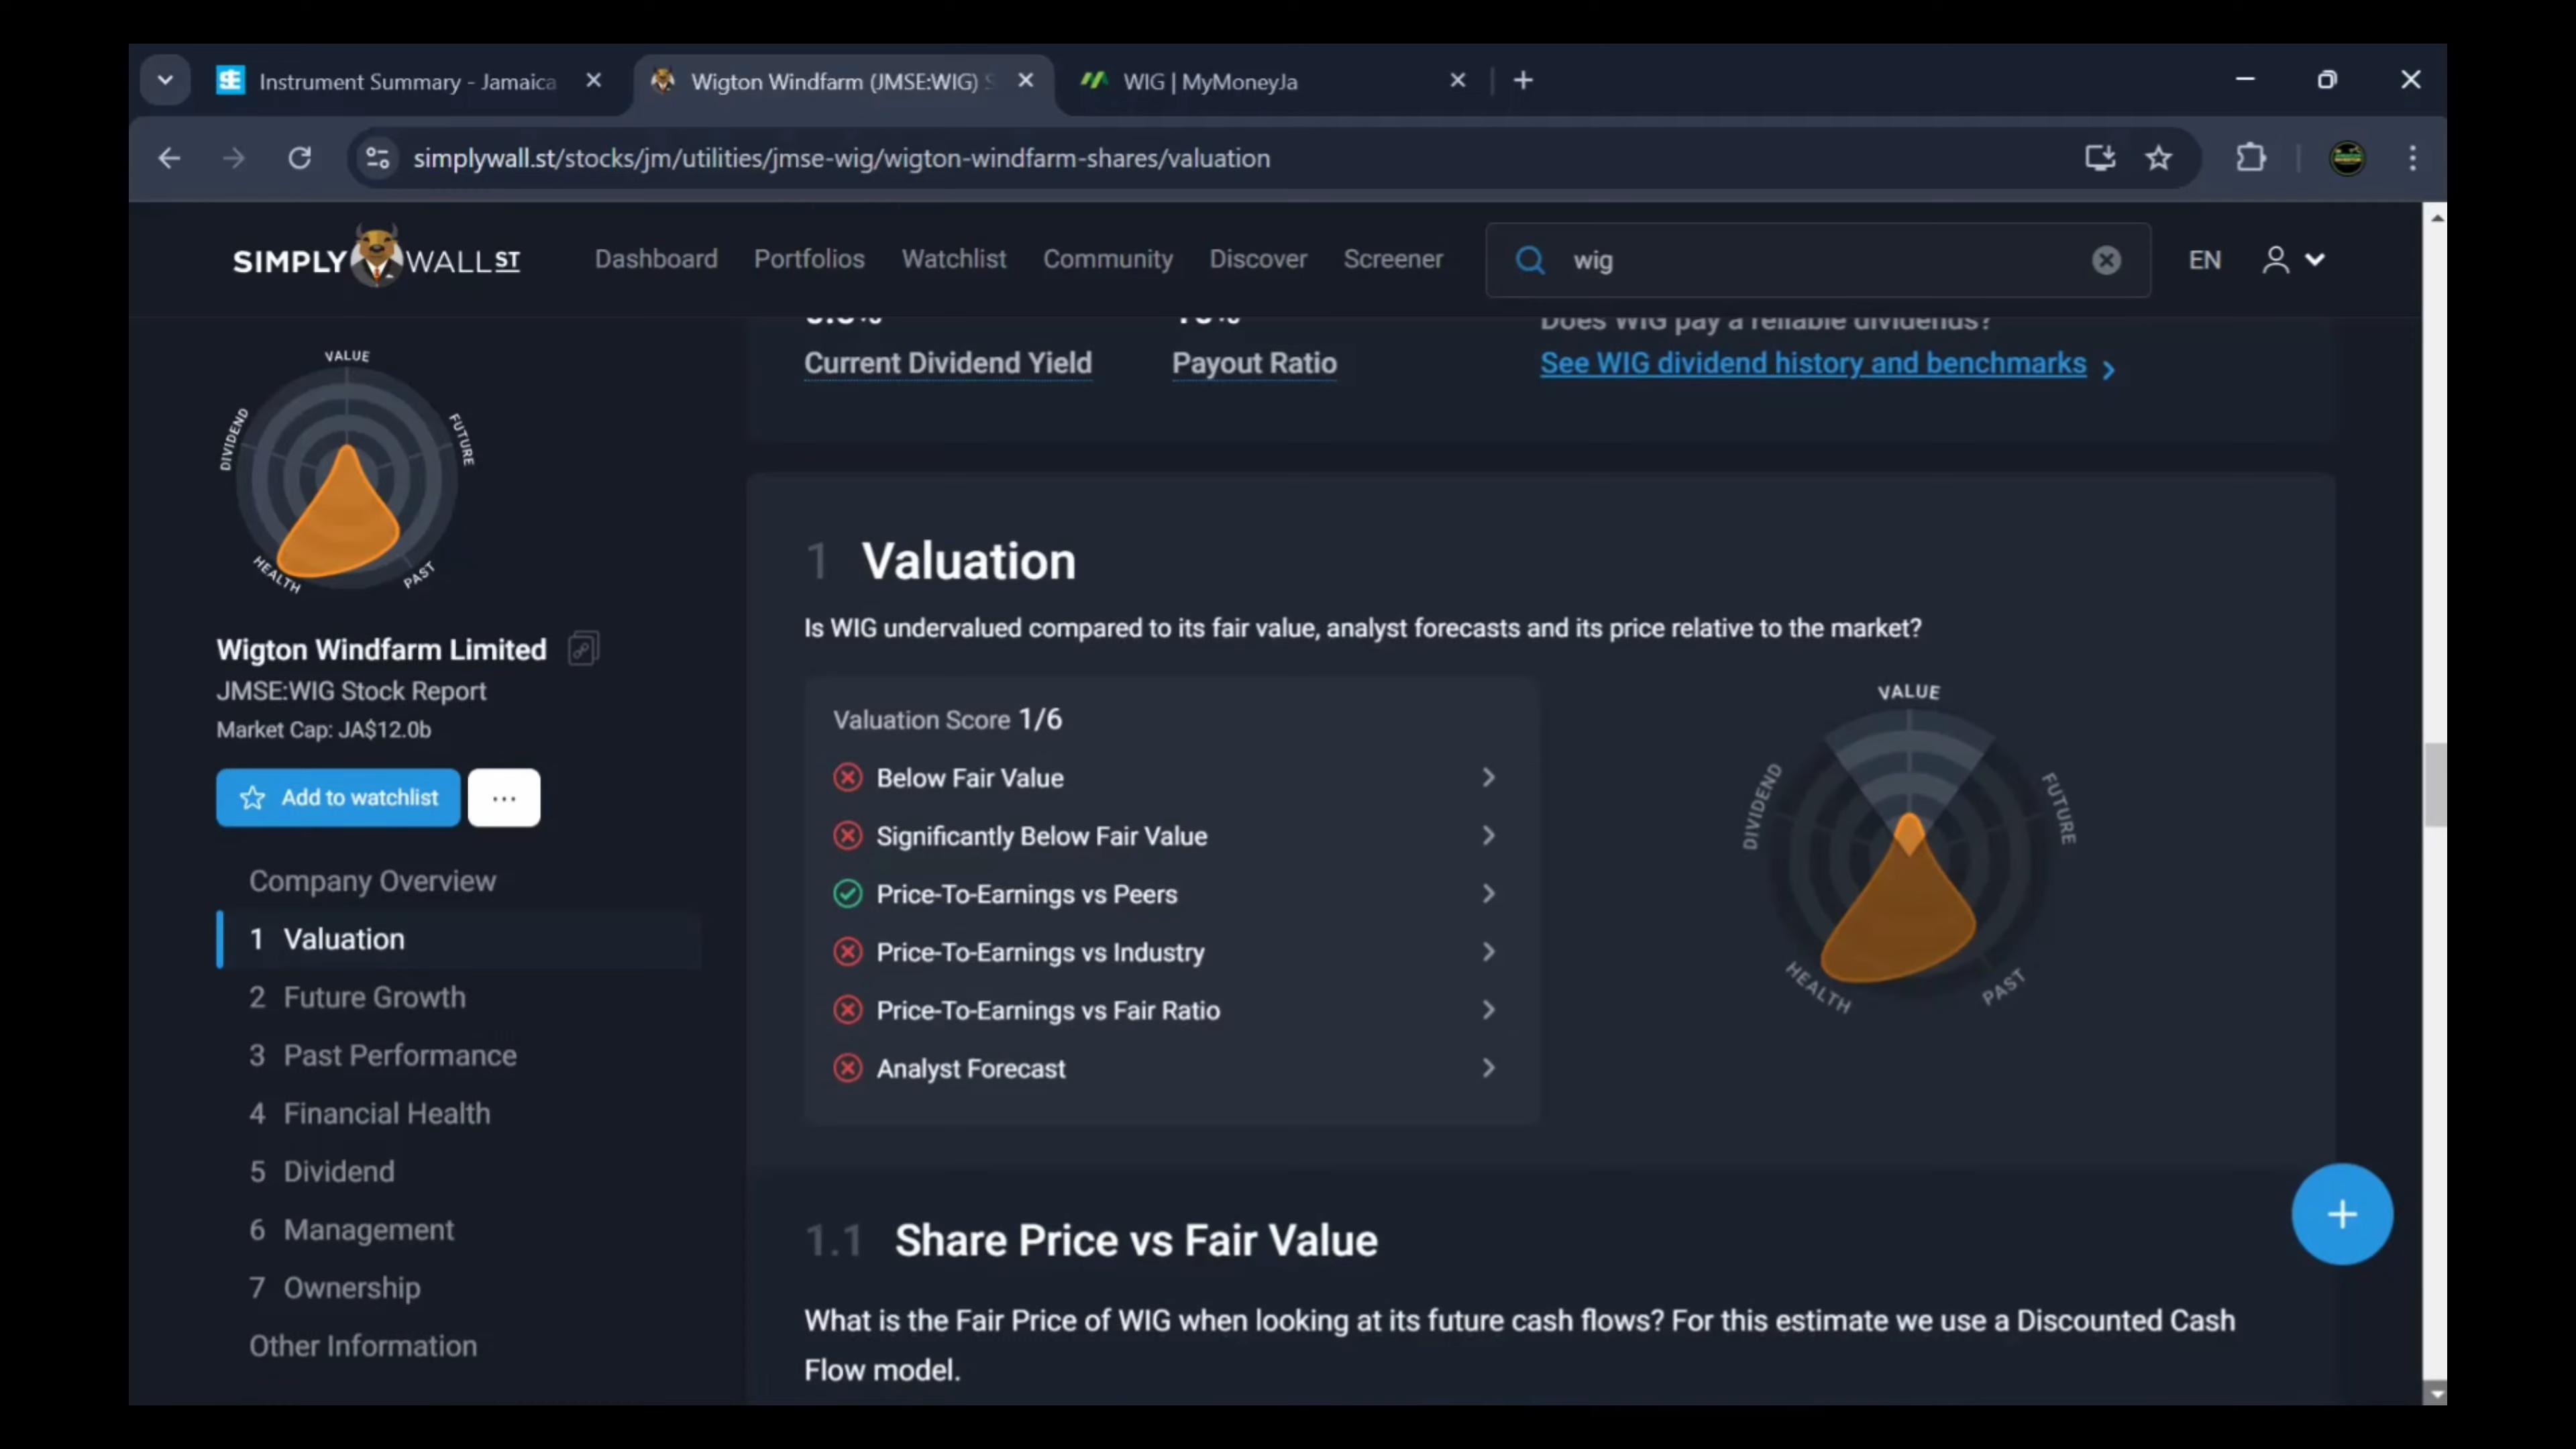 Instrument Summary - Jamaica
Wigton Windfarm (JMSE:WIG) S
WIG | MyMoneyJa
simplywall.st/stocks/jm/utilities/jmse-wig/wigton-windfarm-shares/valuation
SIMPLY WALL ST
Dashboard
Portfolios
Watchlist
Community
Discover
Screener
wig
EN
VALUE
FUTURE
PAST
HEALTH
DIVIDEND
Wigton Windfarm Limited
JMSE:WIG Stock Report
Market Cap: JA$12.0b
Add to watchlist
...
Company Overview
1 Valuation
2 Future Growth
3 Past Performance
4 Financial Health
5 Dividend
6 Management
7 Ownership
Other Information
Does WIG pay a reliable dividends?
Current Dividend Yield
Payout Ratio
See WIG dividend history and benchmarks
1 Valuation
Is WIG undervalued compared to its fair value, analyst forecasts and its price relative to the market?
Valuation Score 1/6
Below Fair Value
Significantly Below Fair Value
Price-To-Earnings vs Peers
Price-To-Earnings vs Industry
Price-To-Earnings vs Fair Ratio
Analyst Forecast
VALUE
FUTURE
PAST
HEALTH
DIVIDEND
1.1 Share Price vs Fair Value
What is the Fair Price of WIG when looking at its future cash flows? For this estimate we use a Discounted Cash
Flow model.